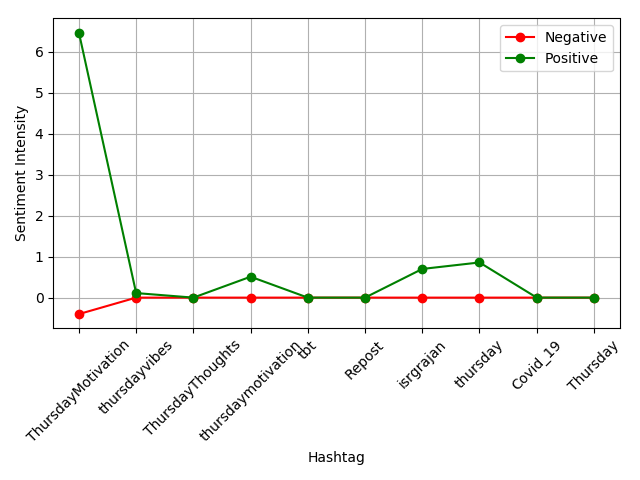 Negative
Positive
Sentiment Intensity
6
5
4
3
2
1
0
ThursdayMotivation
thursdayvibes
ThursdayThoughts
thursdaymotivation
tbt
Repost
isrgrajan
thursday
Covid_19
Thursday
Hashtag